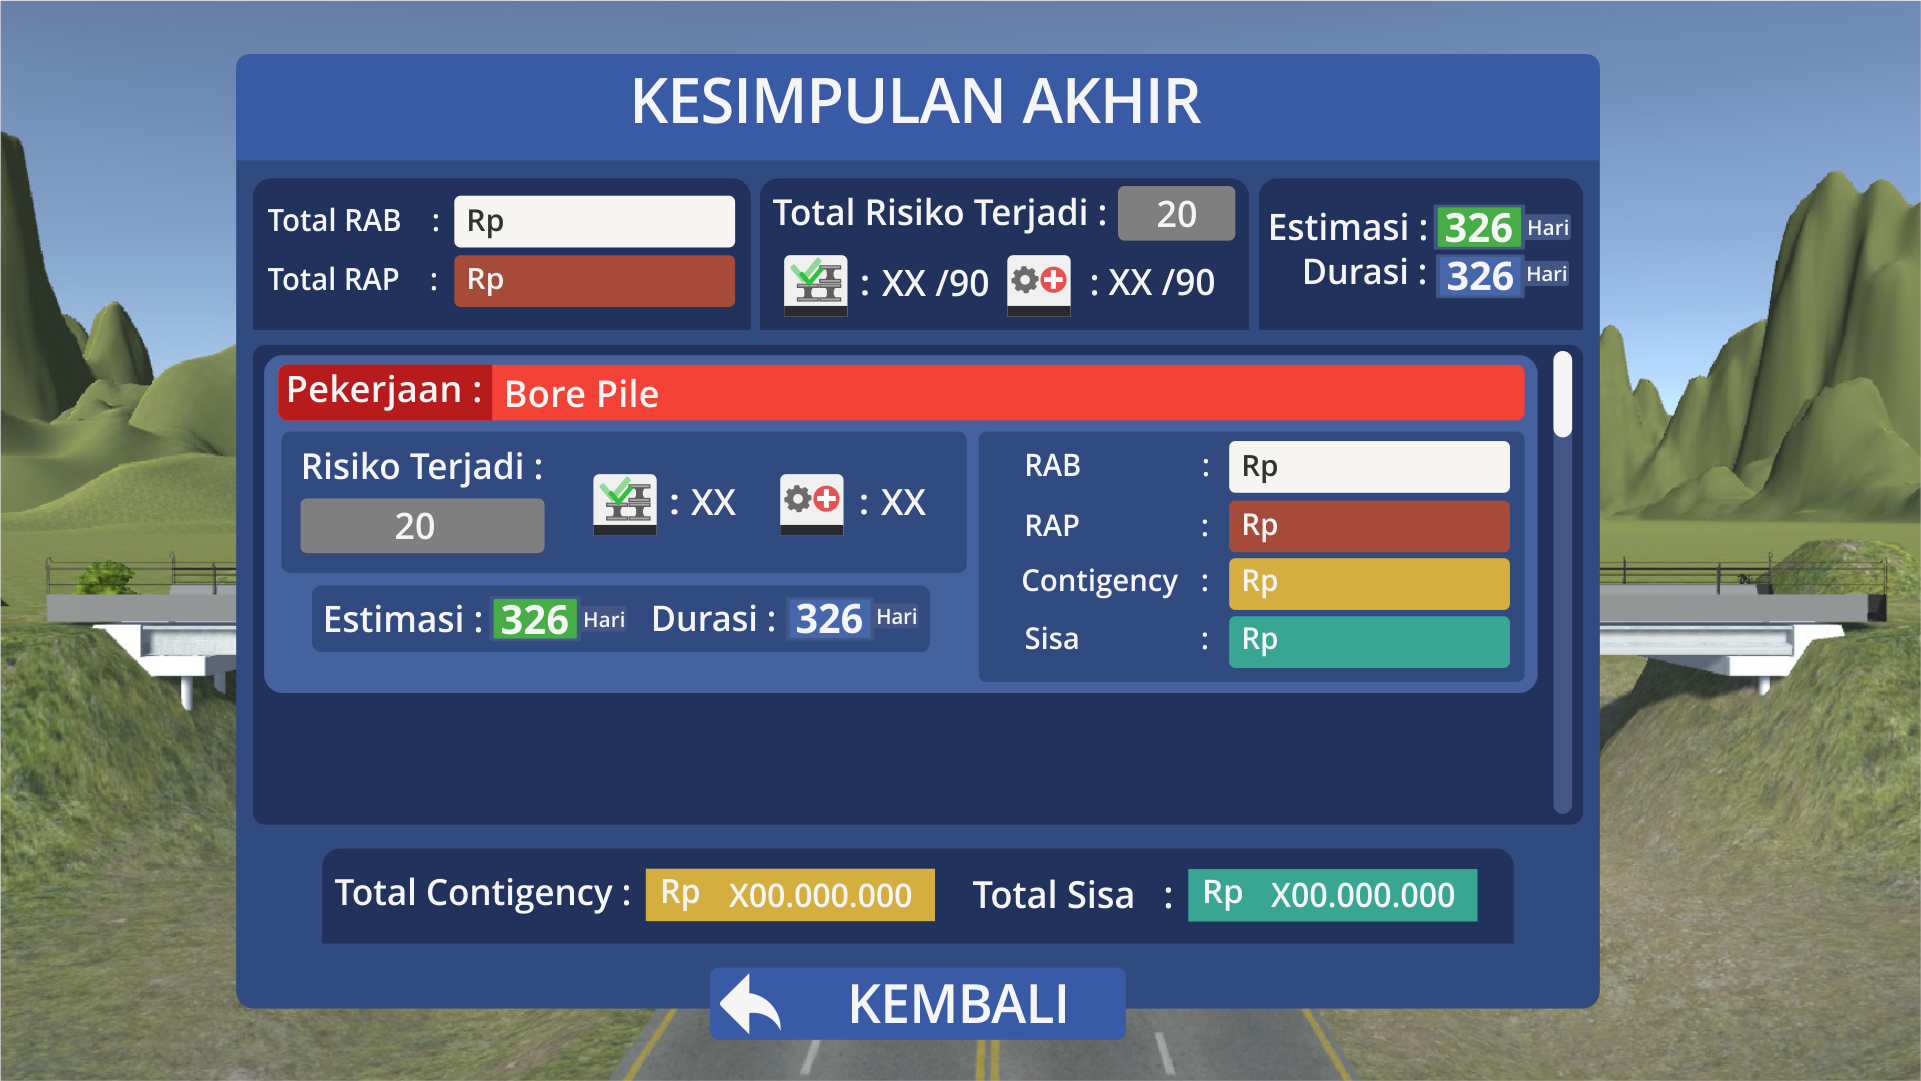 KESIMPULAN AKHIR
Total RAB : Rp
Total RAP : Rp
Total Risiko Terjadi : 20
: XX /90 : XX /90
Estimasi : 326 Hari
Durasi : 326 Hari
Pekerjaan : Bore Pile
Risiko Terjadi :
20
: XX : XX
Estimasi : 326 Hari Durasi : 326 Hari
RAB : Rp
RAP : Rp
Contigency : Rp
Sisa : Rp
Total Contigency : Rp X00.000.000 Total Sisa : Rp X00.000.000
KEMBALI